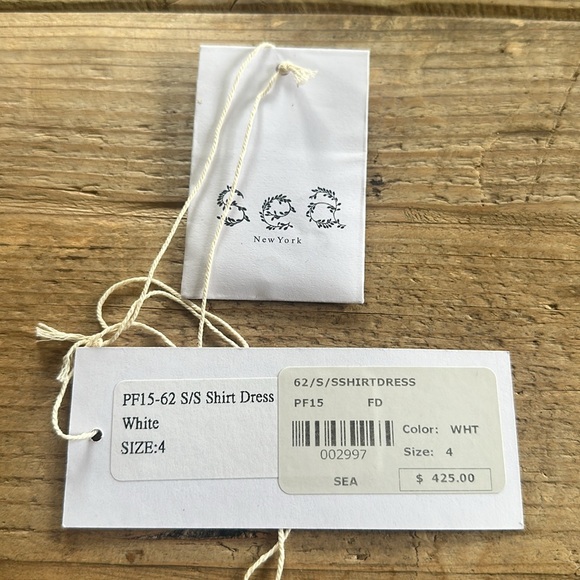 sea
New York
PF15-62 S/S Shirt Dress
White
SIZE:4
62/S/SSHIRTDRESS
PF15 FD
002997
Color: WHT
Size: 4
SEA
$ 425.00